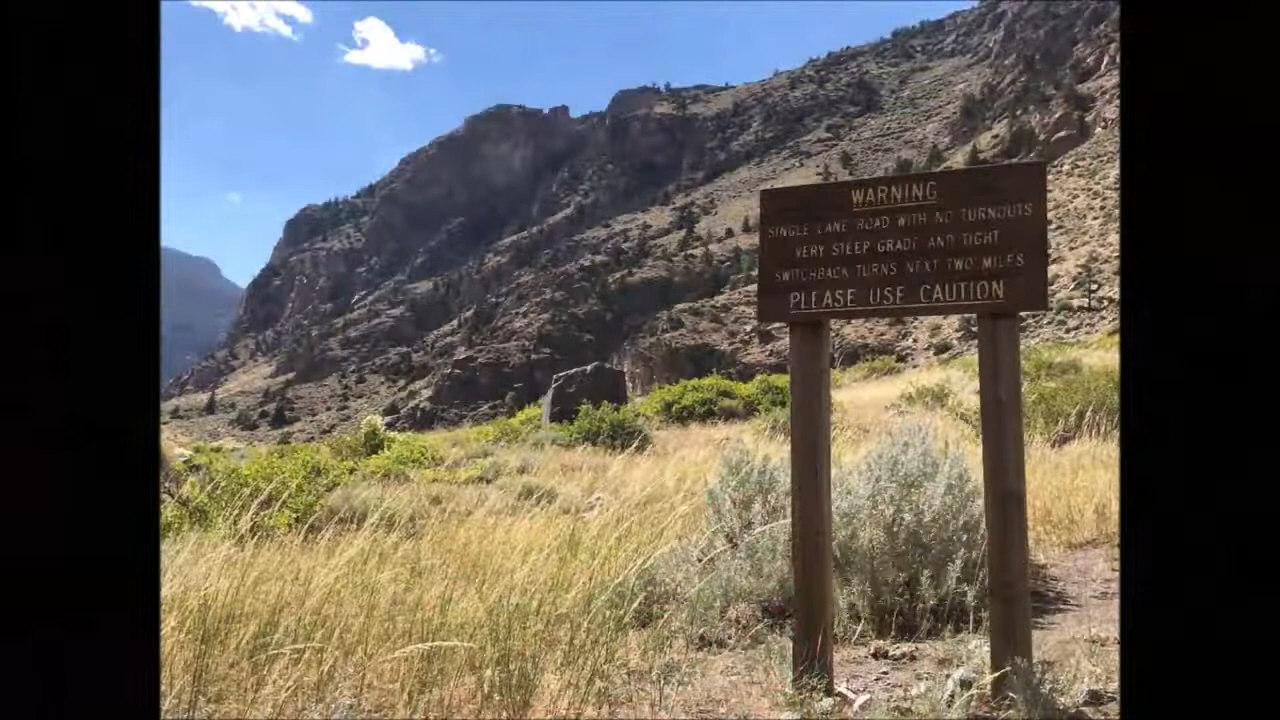 WARNING
SINGLE LANE ROAD WITH NO TURNOUTS
VERY STEEP GRADE AND TIGHT
SWITCHBACK TURNS NEXT TWO MILES
PLEASE USE CAUTION